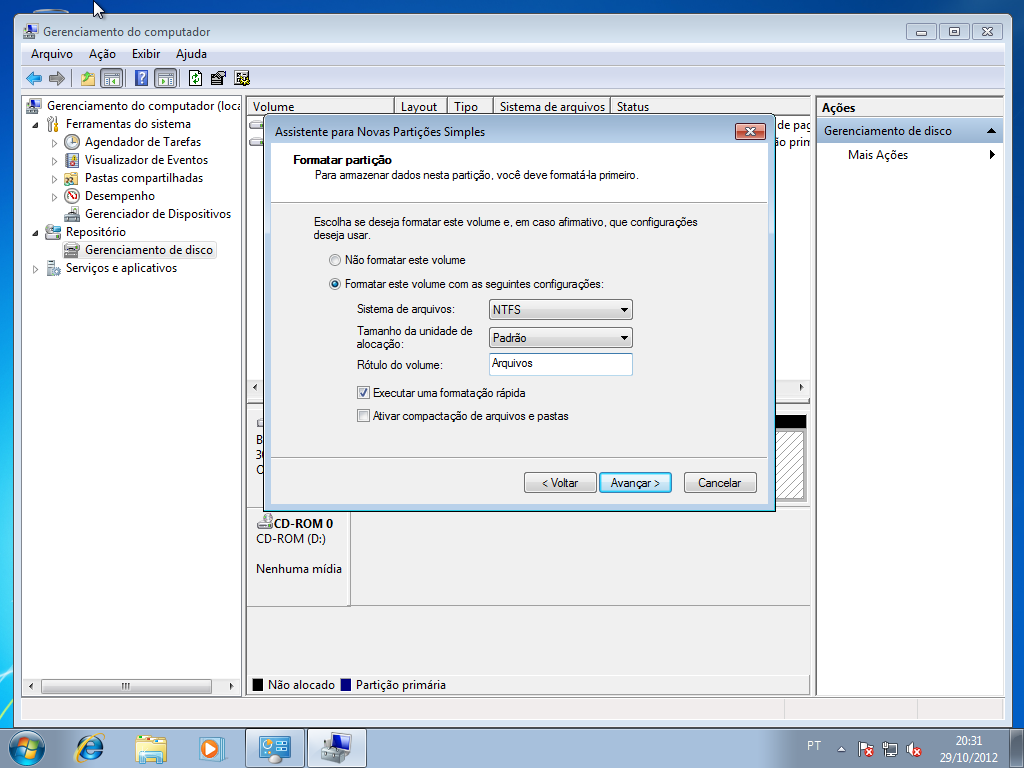 Gerenciamento do computador
Arquivo Ação Exibir Ajuda
Gerenciamento do computador (loca
Ferramentas do sistema
Agendador de Tarefas
Visualizador de Eventos
Pastas compartilhadas
Desempenho
Gerenciador de Dispositivos
Repositório
Gerenciamento de disco
Serviços e aplicativos
Volume Layout Tipo Sistema de arquivos Status
de pag
ão prim
Assistente para Novas Partições Simples
Formatar partição
Para armazenar dados nesta partição, você deve formatá-la primeiro.
Escolha se deseja formatar este volume e, em caso afirmativo, que configurações
deseja usar.
Não formatar este volume
Formatar este volume com as seguintes configurações:
Sistema de arquivos: NTFS
Tamanho da unidade de
alocação: Padrão
Rótulo do volume: Arquivos
Executar uma formatação rápida
Ativar compactação de arquivos e pastas
< Voltar Avançar > Cancelar
B
30
O
CD-ROM 0
CD-ROM (D:)
Nenhuma mídia
Não alocado Partição primária
Ações
Gerenciamento de disco
Mais Ações
PT
20:31
29/10/2012